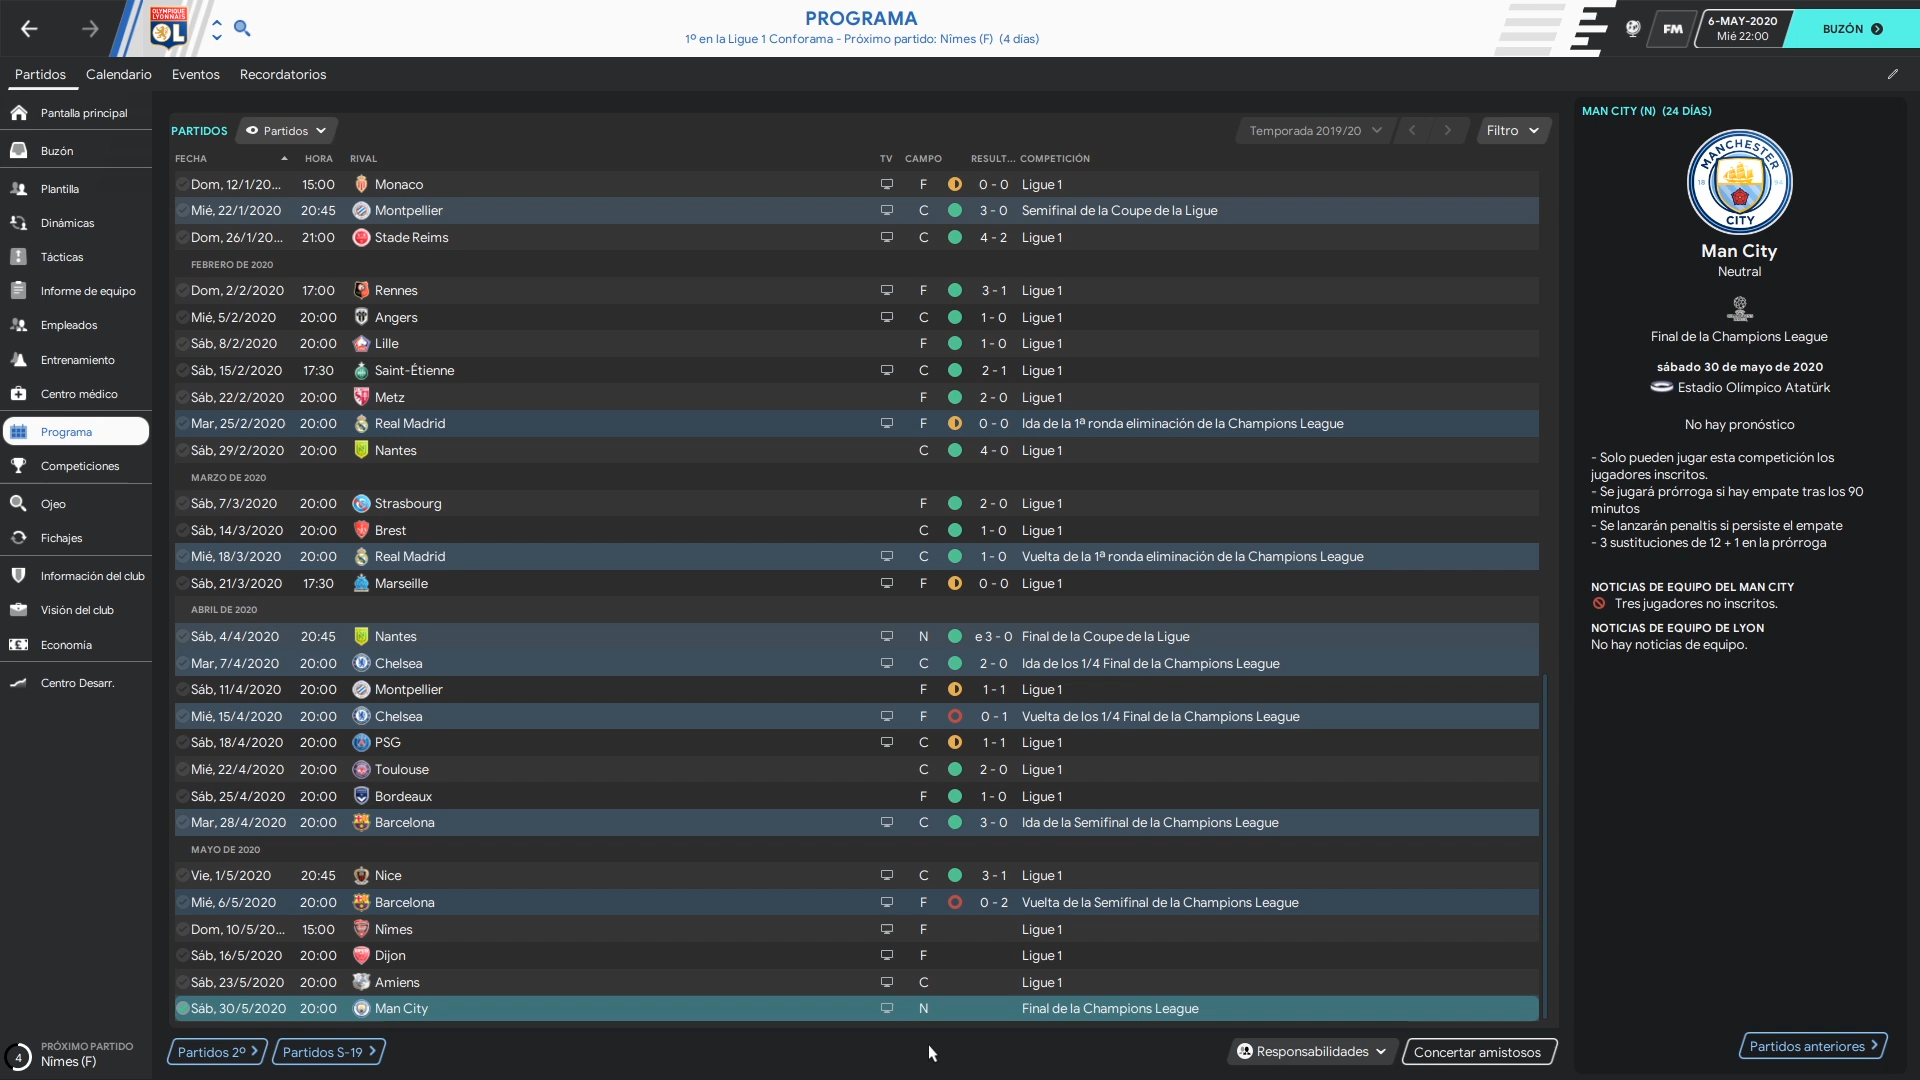 PROGRAMA
1º en la Ligue 1 Conforama - Próximo partido: Nîmes (F) (4 días)
FM
6-MAY-2020
Mié 22:00
BUZÓN
Partidos Calendario Eventos Recordatorios
Pantalla principal
Buzón
Plantilla
Dinámicas
Tácticas
Informe de equipo
Empleados
Entrenamiento
Centro médico
Programa
Competiciones
Ojeo
Fichajes
Información del club
Visión del club
Economía
Centro Desarr.
4
PRÓXIMO PARTIDO
Nîmes (F)
PARTIDOS Partidos Temporada 2019/20 Filtro
FECHA HORA RIVAL TV CAMPO RESULT... COMPETICIÓN
Dom, 12/1/20... 15:00 Monaco F 0 - 0 Ligue 1
Mié, 22/1/2020 20:45 Montpellier C 3 - 0 Semifinal de la Coupe de la Ligue
Dom, 26/1/20... 21:00 Stade Reims C 4 - 2 Ligue 1
FEBRERO DE 2020
Dom, 2/2/2020 17:00 Rennes F 3 - 1 Ligue 1
Mié, 5/2/2020 20:00 Angers C 1 - 0 Ligue 1
Sáb, 8/2/2020 20:00 Lille F 1 - 0 Ligue 1
Sáb, 15/2/2020 17:30 Saint-Étienne C 2 - 1 Ligue 1
Sáb, 22/2/2020 20:00 Metz F 2 - 0 Ligue 1
Mar, 25/2/2020 20:00 Real Madrid F 0 - 0 Ida de la 1ª ronda eliminación de la Champions League
Sáb, 29/2/2020 20:00 Nantes C 4 - 0 Ligue 1
MARZO DE 2020
Sáb, 7/3/2020 20:00 Strasbourg F 2 - 0 Ligue 1
Sáb, 14/3/2020 20:00 Brest C 1 - 0 Ligue 1
Mié, 18/3/2020 20:00 Real Madrid C 1 - 0 Vuelta de la 1ª ronda eliminación de la Champions League
Sáb, 21/3/2020 17:30 Marseille F 0 - 0 Ligue 1
ABRIL DE 2020
Sáb, 4/4/2020 20:45 Nantes N e 3 - 0 Final de la Coupe de la Ligue
Mar, 7/4/2020 20:00 Chelsea C 2 - 0 Ida de los 1/4 Final de la Champions League
Sáb, 11/4/2020 20:00 Montpellier F 1 - 1 Ligue 1
Mié, 15/4/2020 20:00 Chelsea F 0 - 1 Vuelta de los 1/4 Final de la Champions League
Sáb, 18/4/2020 20:00 PSG C 1 - 1 Ligue 1
Mié, 22/4/2020 20:00 Toulouse C 2 - 0 Ligue 1
Sáb, 25/4/2020 20:00 Bordeaux F 1 - 0 Ligue 1
Mar, 28/4/2020 20:00 Barcelona C 3 - 0 Ida de la Semifinal de la Champions League
MAYO DE 2020
Vie, 1/5/2020 20:45 Nice C 3 - 1 Ligue 1
Mié, 6/5/2020 20:00 Barcelona F 0 - 2 Vuelta de la Semifinal de la Champions League
Dom, 10/5/20... 15:00 Nîmes F Ligue 1
Sáb, 16/5/2020 20:00 Dijon F Ligue 1
Sáb, 23/5/2020 20:00 Amiens C Ligue 1
Sáb, 30/5/2020 20:00 Man City N Final de la Champions League
Partidos 2º Partidos S-19 Responsabilidades Concertar amistosos
MAN CITY (N) (24 DÍAS)
MANCHESTER
18 94
CITY
Man City
Neutral
Final de la Champions League
sábado 30 de mayo de 2020
Estadio Olímpico Atatürk
No hay pronóstico
- Solo pueden jugar esta competición los
jugadores inscritos.
- Se jugará prórroga si hay empate tras los 90
minutos
- Se lanzarán penaltis si persiste el empate
- 3 sustituciones de 12 + 1 en la prórroga
NOTICIAS DE EQUIPO DEL MAN CITY
Tres jugadores no inscritos.
NOTICIAS DE EQUIPO DE LYON
No hay noticias de equipo.
Partidos anteriores
OLYMPIQUE
LYONNAIS
OL